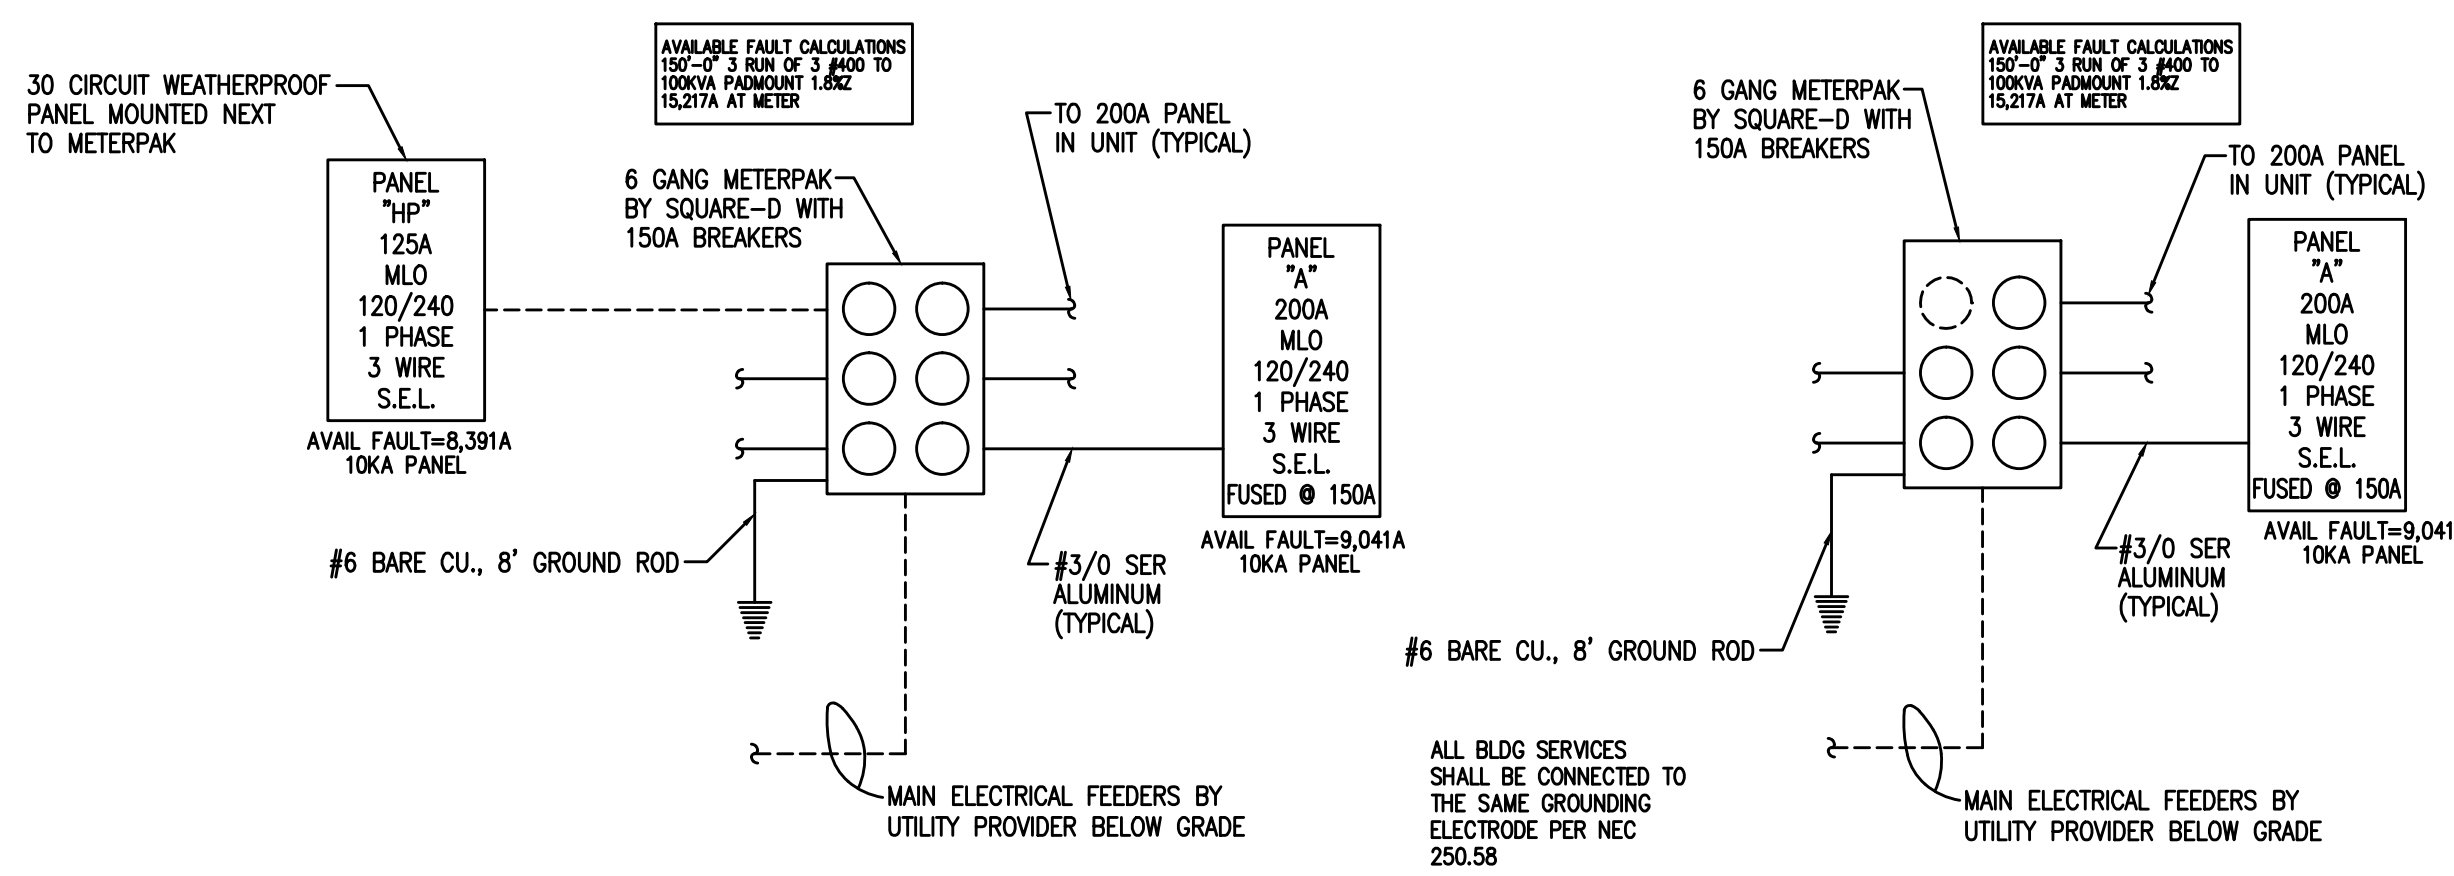 AVAILABLE FAULT CALCULATIONS
150'-0" 3 RUN OF 3 #400 TO
100KVA PADMOUNT 1.8%Z
15,217A AT METER
30 CIRCUIT WEATHERPROOF
PANEL MOUNTED NEXT
TO METERPAK
PANEL
"HP"
125A
MLO
120/240
1 PHASE
3 WIRE
S.E.L.
AVAIL FAULT=8,391A
10KA PANEL
6 GANG METERPAK
BY SQUARE-D WITH
150A BREAKERS
TO 200A PANEL
IN UNIT (TYPICAL)
PANEL
"A"
200A
MLO
120/240
1 PHASE
3 WIRE
S.E.L.
FUSED @ 150A
AVAIL FAULT=9,041A
10KA PANEL
#6 BARE CU., 8' GROUND ROD
#3/0 SER
ALUMINUM
(TYPICAL)
MAIN ELECTRICAL FEEDERS BY
UTILITY PROVIDER BELOW GRADE
AVAILABLE FAULT CALCULATIONS
150'-0" 3 RUN OF 3 #400 TO
100KVA PADMOUNT 1.8%Z
15,217A AT METER
6 GANG METERPAK
BY SQUARE-D WITH
150A BREAKERS
TO 200A PANEL
IN UNIT (TYPICAL)
PANEL
"A"
200A
MLO
120/240
1 PHASE
3 WIRE
S.E.L.
FUSED @ 150A
AVAIL FAULT=9,041
10KA PANEL
#3/0 SER
ALUMINUM
(TYPICAL)
#6 BARE CU., 8' GROUND ROD
ALL BLDG SERVICES
SHALL BE CONNECTED TO
THE SAME GROUNDING
ELECTRODE PER NEC
250.58
MAIN ELECTRICAL FEEDERS BY
UTILITY PROVIDER BELOW GRADE